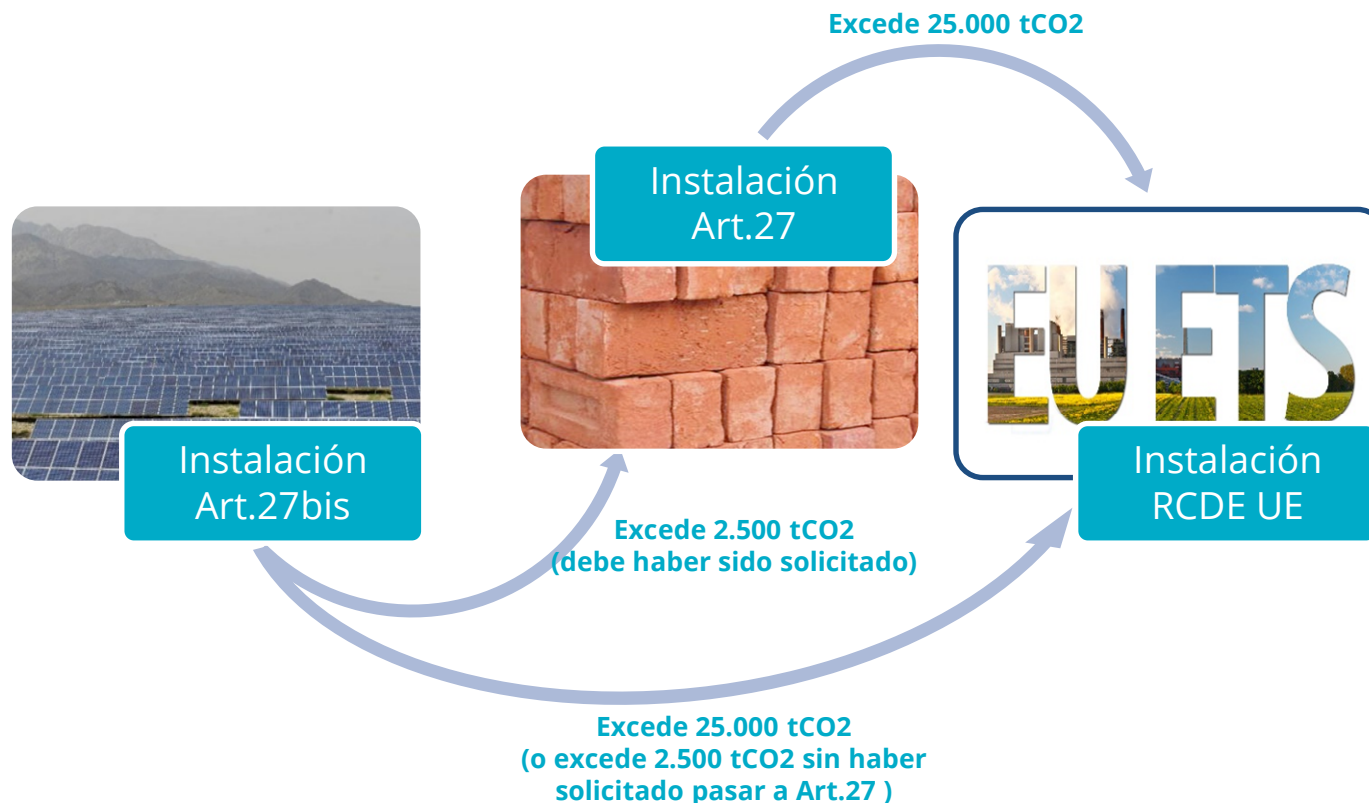 Excede 25.000 tCO2
Instalación
Art.27
EU ETS
Instalación
Art.27bis
Instalación
RCDE UE
Excede 2.500 tCO2
(debe haber sido solicitado)
Excede 25.000 tCO2
(o excede 2.500 tCO2 sin haber
solicitado pasar a Art.27 )